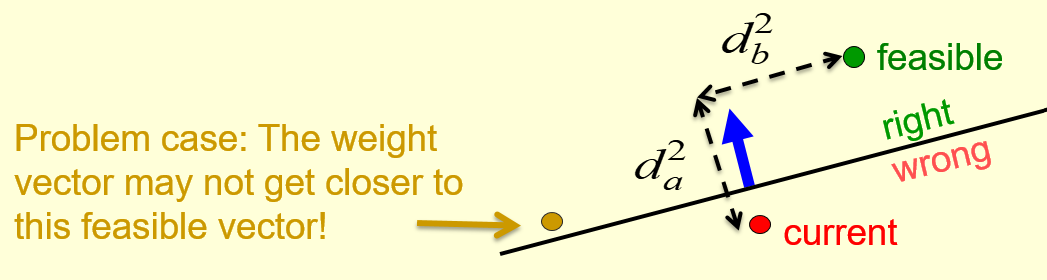 d_b^2
feasible
right
wrong
Problem case: The weight
vector may not get closer to
this feasible vector!
d_a^2
current